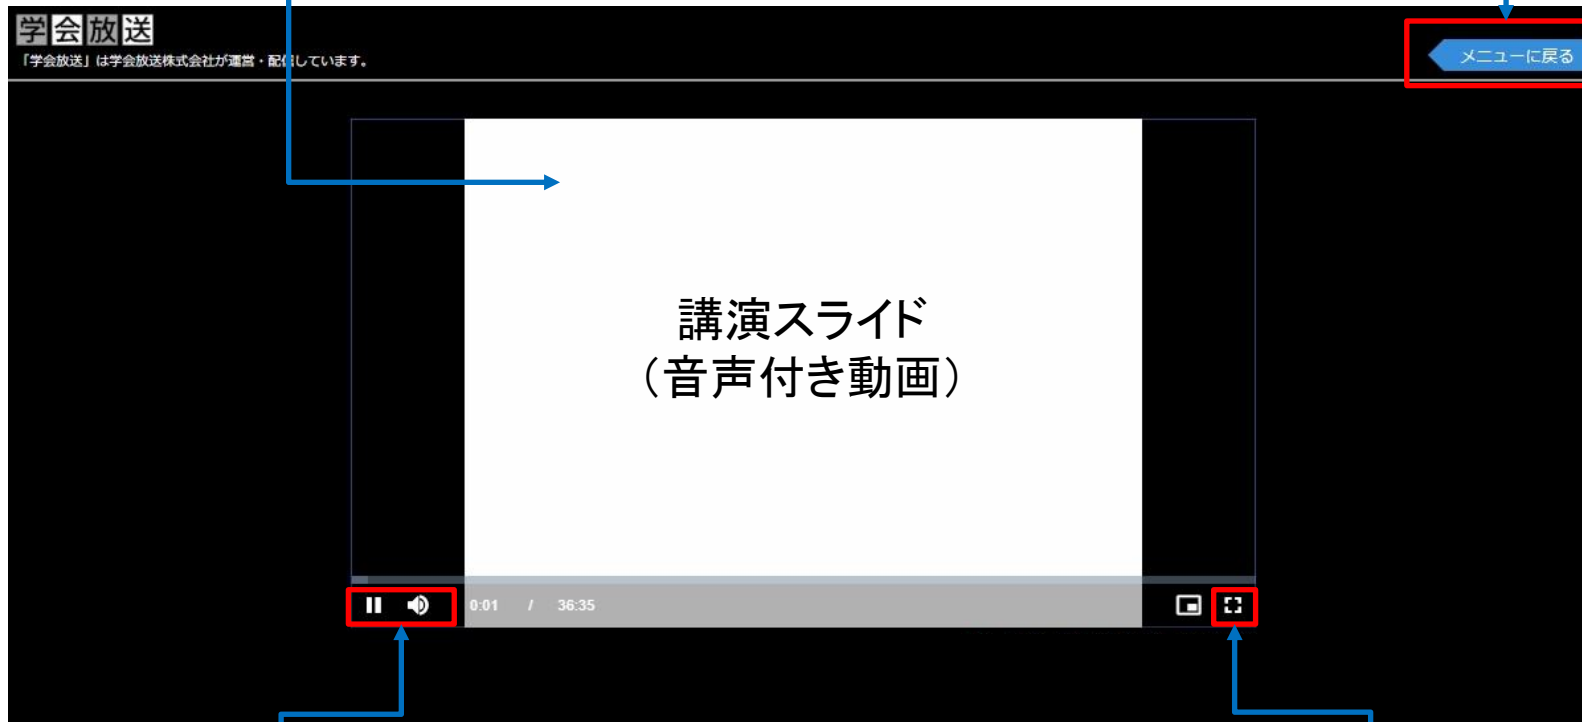 学会放送
「学会放送」は学会放送株式会社が運営・配信しています。
メニューに戻る
講演スライド
（音声付き動画）
0:01 / 36:35